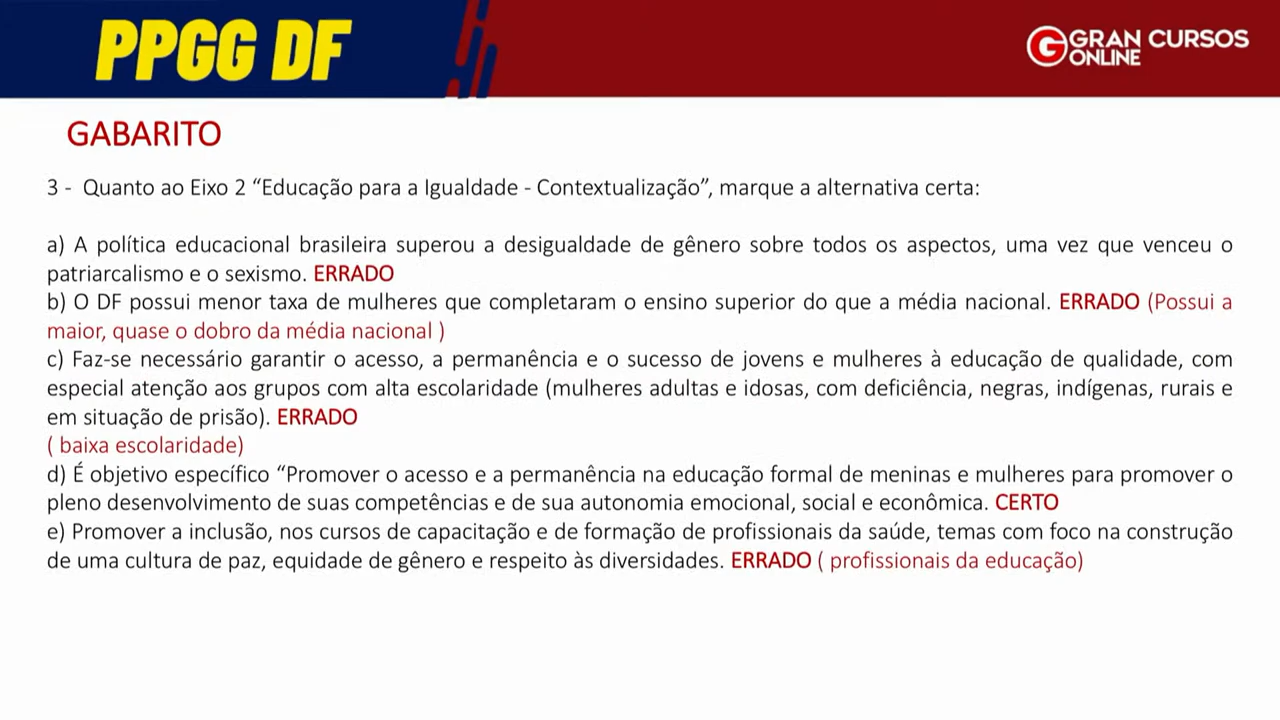 PPGG DF
GRAN CURSOS
ONLINE
GABARITO
3 - Quanto ao Eixo 2 “Educação para a Igualdade - Contextualização”, marque a alternativa certa:
a) A política educacional brasileira superou a desigualdade de gênero sobre todos os aspectos, uma vez que venceu o
patriarcalismo e o sexismo. ERRADO
b) O DF possui menor taxa de mulheres que completaram o ensino superior do que a média nacional. ERRADO (Possui a
maior, quase o dobro da média nacional )
c) Faz-se necessário garantir o acesso, a permanência e o sucesso de jovens e mulheres à educação de qualidade, com
especial atenção aos grupos com alta escolaridade (mulheres adultas e idosas, com deficiência, negras, indígenas, rurais e
em situação de prisão). ERRADO
( baixa escolaridade)
d) É objetivo específico “Promover o acesso e a permanência na educação formal de meninas e mulheres para promover o
pleno desenvolvimento de suas competências e de sua autonomia emocional, social e econômica. CERTO
e) Promover a inclusão, nos cursos de capacitação e de formação de profissionais da saúde, temas com foco na construção
de uma cultura de paz, equidade de gênero e respeito às diversidades. ERRADO ( profissionais da educação)